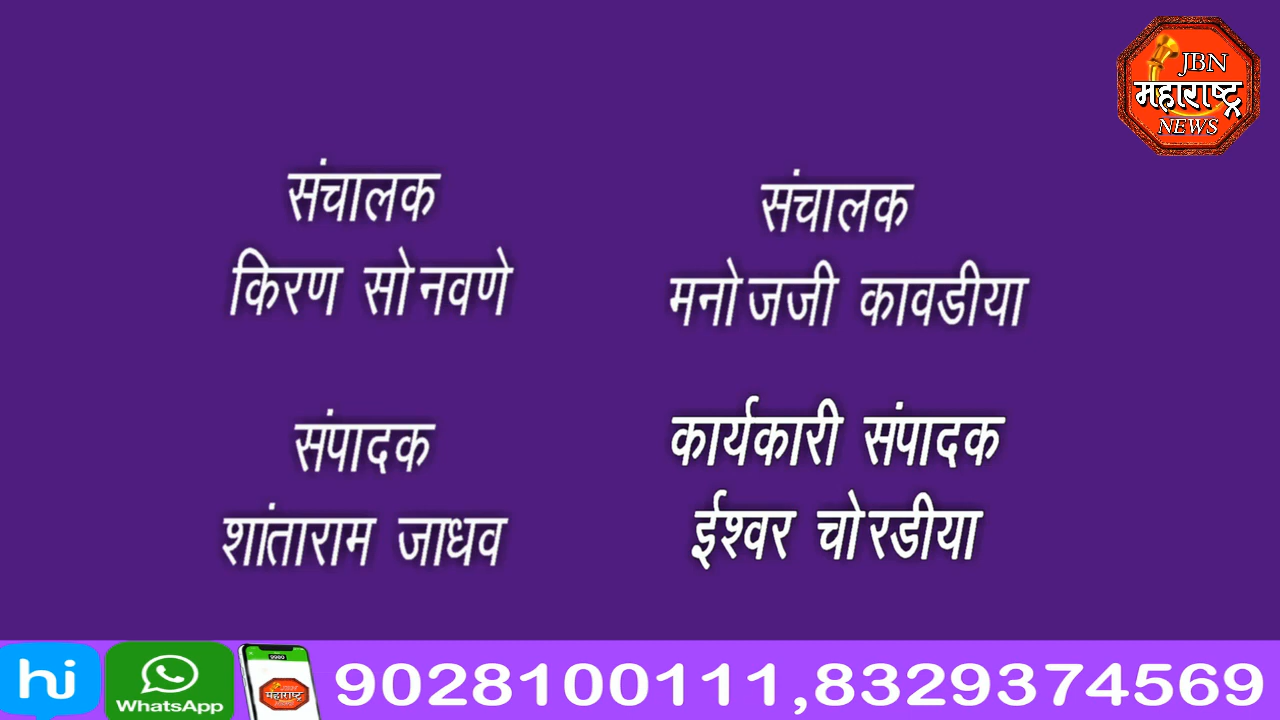 JBN
महाराष्ट्र
NEWS
संचालक
किरण सोनवणे
संचालक
मनोजजी कावडीया
संपादक
शांताराम जाधव
कार्यकारी संपादक
ईश्वर चोरडीया
hi
WhatsApp
महाराष्ट्र
9028100111,8329374569